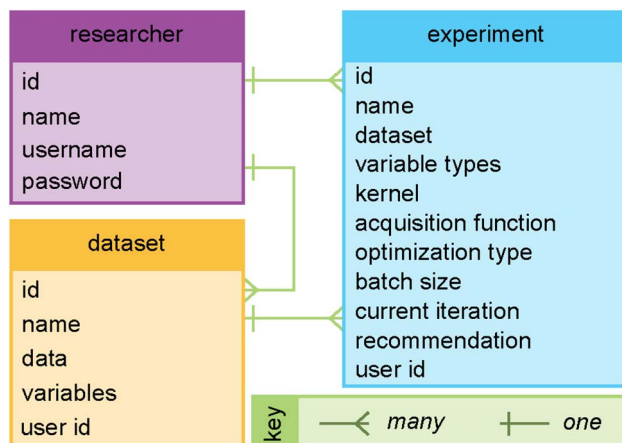 researcher
id
name
username
password
experiment
id
name
dataset
variable types
kernel
acquisition function
optimization type
batch size
current iteration
recommendation
user id
dataset
id
name
data
variables
user id
key
many
one